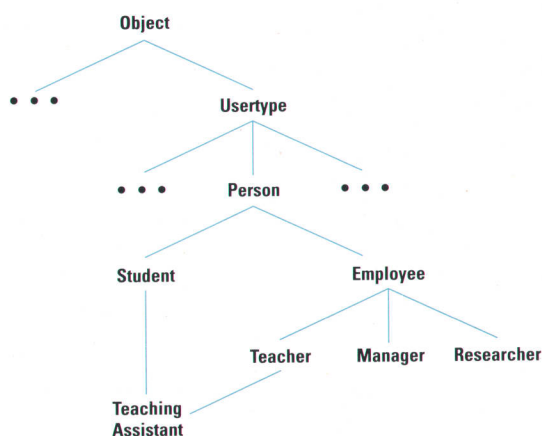 Object
• • •
Usertype
• • •
Person
• • •
Student
Employee
Teacher
Manager
Researcher
Teaching
Assistant